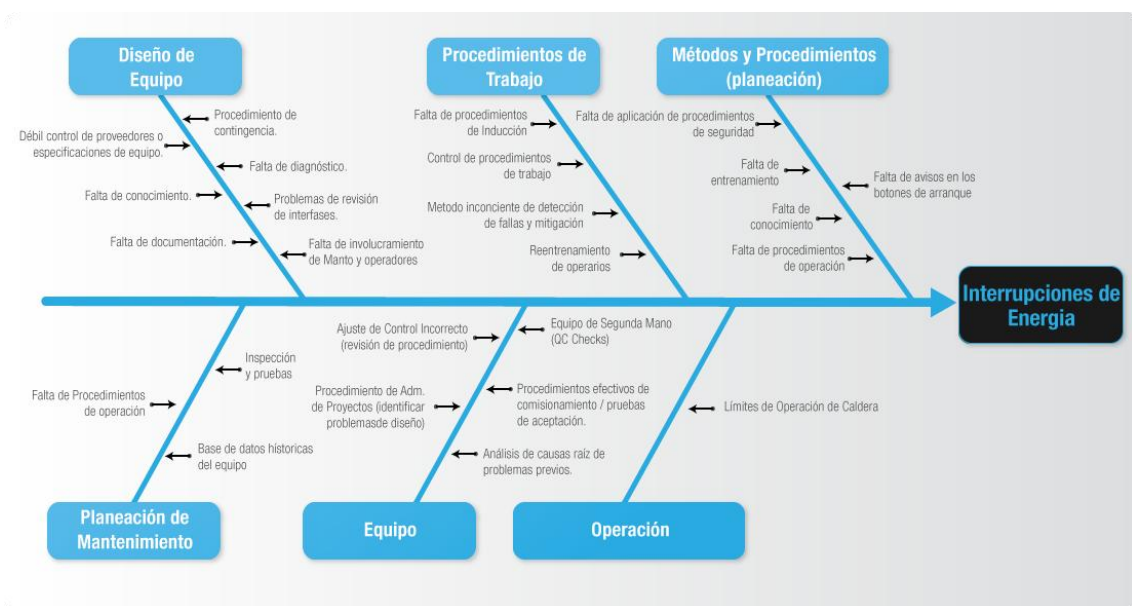 Diseño de
Equipo
Procedimiento de
contingencia.
Débil control de proveedores o
especificaciones de equipo.
Falta de diagnóstico.
Falta de conocimiento.
Problemas de revisión
de interfases.
Falta de documentación.
Falta de involucramiento
de Manto y operadores
Procedimientos de
Trabajo
Falta de procedimientos
de Inducción
Control de procedimientos
de trabajo
Metodo inconciente de detección
de fallas y mitigación
Reentrenamiento
de operarios
Métodos y Procedimientos
(planeación)
Falta de aplicación de procedimientos
de seguridad
Falta de
entrenamiento
Falta de avisos en los
botones de arranque
Falta de
conocimiento
Falta de procedimientos
de operación
Interrupciones de
Energia
Inspección
y pruebas
Falta de Procedimientos
de operación
Base de datos hístoricas
del equipo
Planeación de
Mantenimiento
Ajuste de Control Incorrecto
(revisión de procedimiento)
Equipo de Segunda Mano
(QC Checks)
Procedimiento de Adm.
de Proyectos (identificar
problemasde diseño)
Procedimientos efectivos de
comisionamiento / pruebas
de aceptación.
Análisis de causas raíz de
problemas previos.
Equipo
Límites de Operación de Caldera
Operación